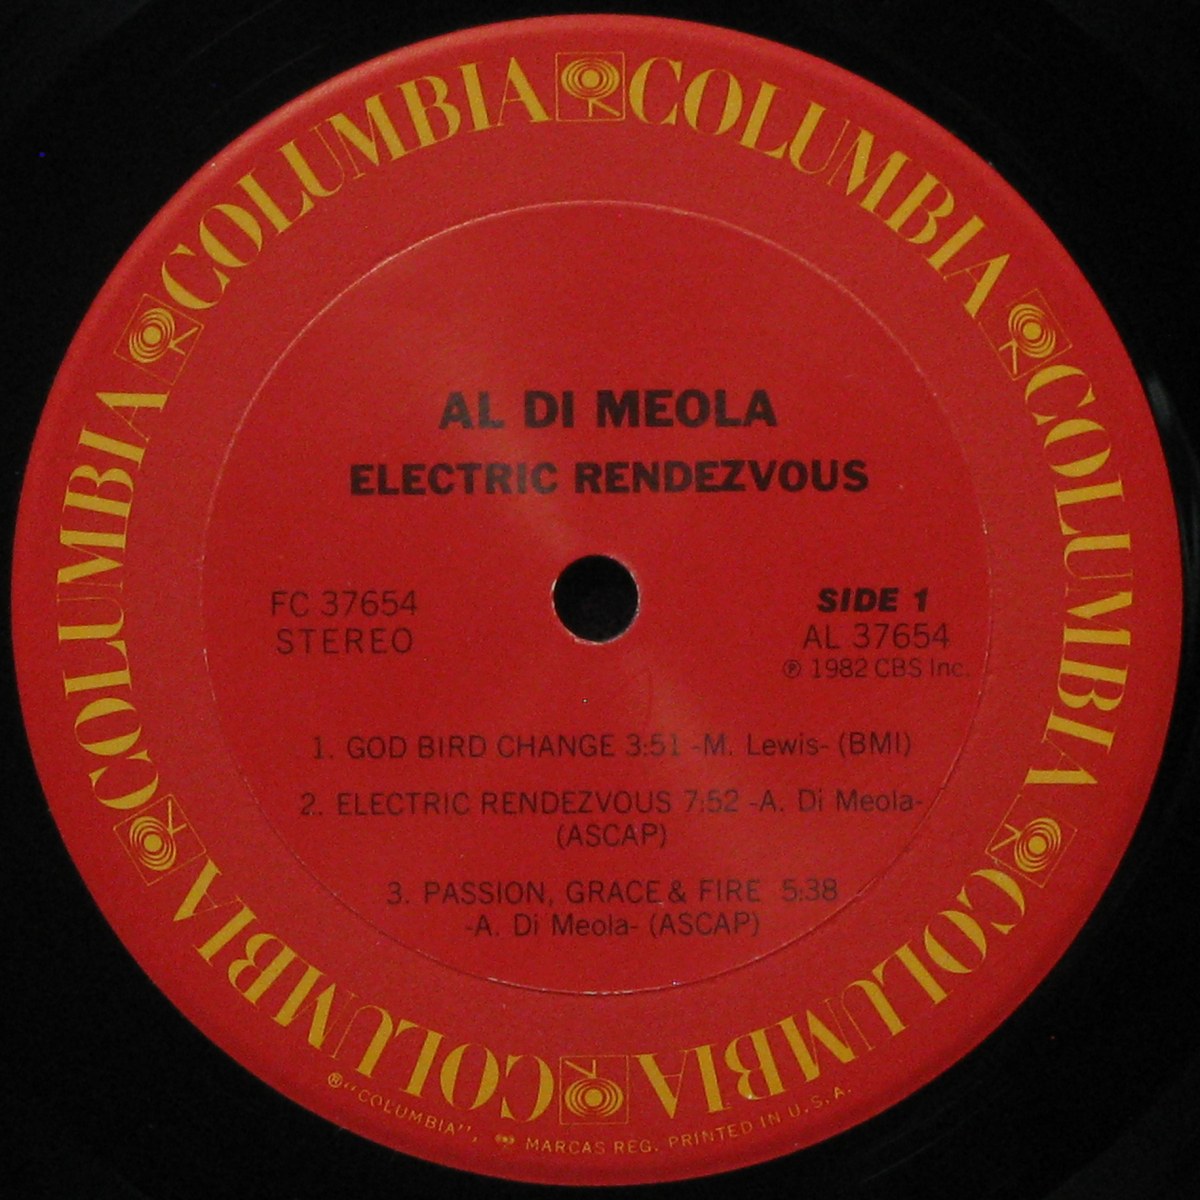 COLUMBIA COLUMBIA COLUMBIA COLUMBIA COLUMBIA COLUMBIA
AL DI MEOLA
ELECTRIC RENDEZVOUS
FC 37654
STEREO
SIDE 1
AL 37654
℗ 1982 CBS Inc.
1. GOD BIRD CHANGE 3:51 -M. Lewis- (BMI)
2. ELECTRIC RENDEZVOUS 7:52 -A. Di Meola-
(ASCAP)
3. PASSION, GRACE & FIRE 5:38
-A. Di Meola- (ASCAP)
®"COLUMBIA", MARCAS REG. PRINTED IN U.S.A.